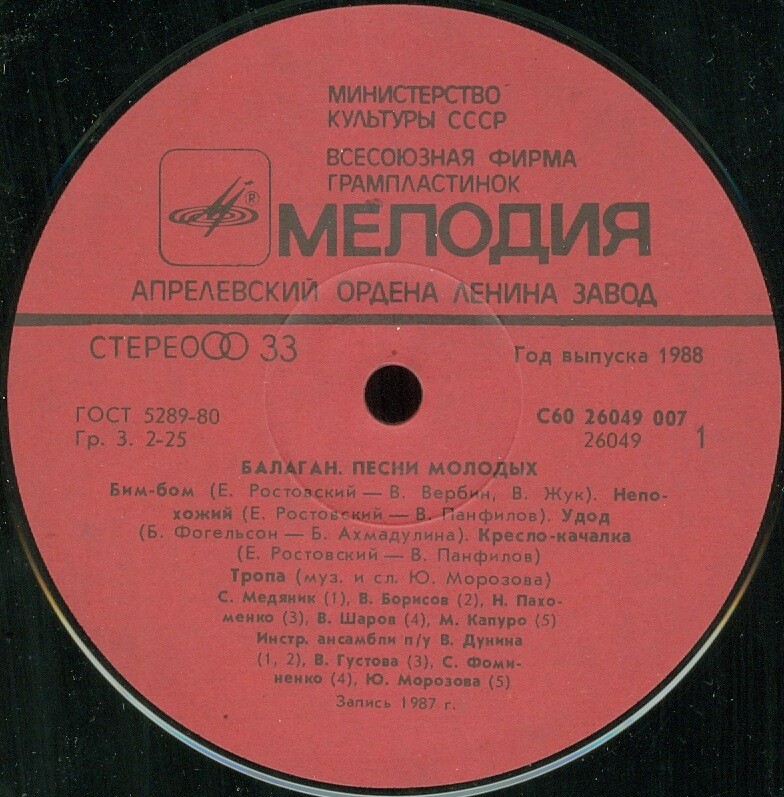 МИНИСТЕРСТВО
КУЛЬТУРЫ СССР
ВСЕСОЮЗНАЯ ФИРМА
ГРАМПЛАСТИНОК
®
МЕЛОДИЯ
АПРЕЛЕВСКИЙ ОРДЕНА ЛЕНИНА ЗАВОД
СТЕРЕО 33
Год выпуска 1988
ГОСТ 5289-80
Гр. 3. 2-25
С60 26049 007
26049 1
БАЛАГАН. ПЕСНИ МОЛОДЫХ
Бим-бом (Е. Ростовский — В. Вербин, В. Жук). Непо-
хожий (Е. Ростовский — В. Панфилов). Удод
(Б. Фогельсон — Б. Ахмадулина). Кресло-качалка
(Е. Ростовский — В. Панфилов)
Тропа (муз. и сл. Ю. Морозова)
С. Медяник (1), В. Борисов (2), Н. Пахо-
менко (3), В. Шаров (4), М. Капуро (5)
Инстр. ансамбли п/у В. Дунина
(1, 2), В. Густова (3), С. Фоми-
ненко (4), Ю. Морозова (5)
Запись 1987 г.